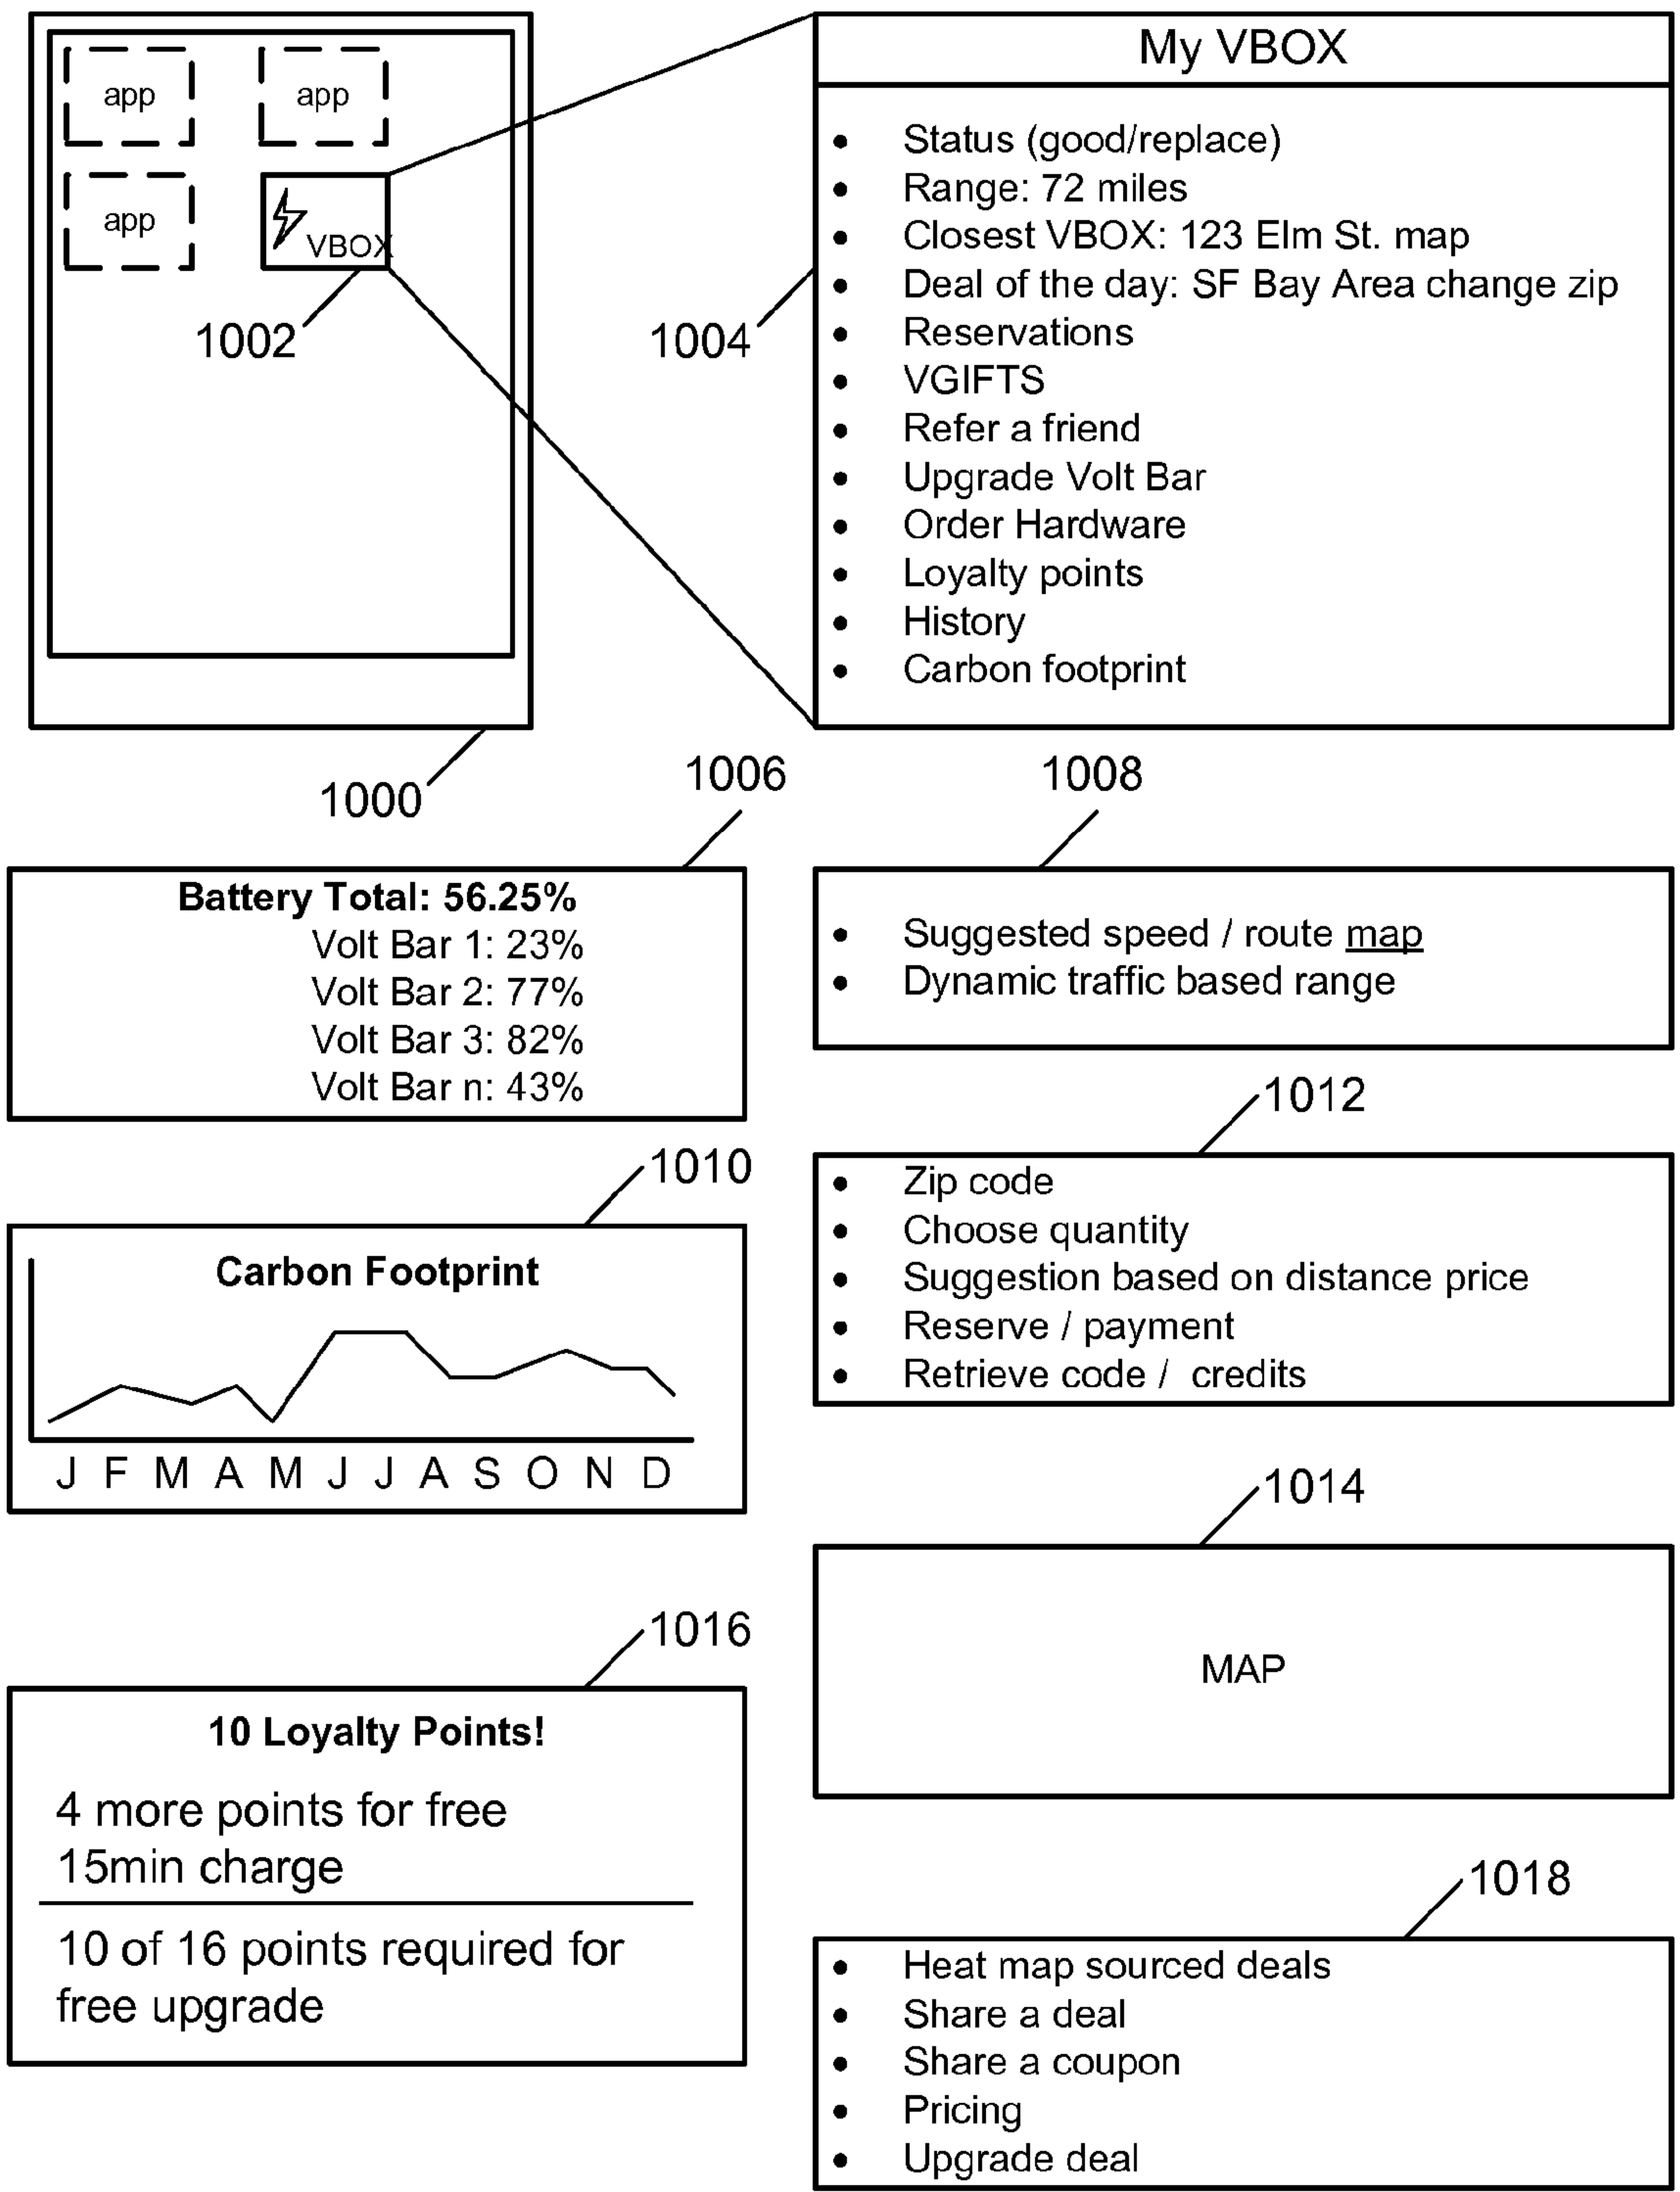 app
app
app
VBOX
1002
1000
My VBOX
• Status (good/replace)
• Range: 72 miles
• Closest VBOX: 123 Elm St. map
• Deal of the day: SF Bay Area change zip
• Reservations
• VGIFTS
• Refer a friend
• Upgrade Volt Bar
• Order Hardware
• Loyalty points
• History
• Carbon footprint
1004
1006
Battery Total: 56.25%
Volt Bar 1: 23%
Volt Bar 2: 77%
Volt Bar 3: 82%
Volt Bar n: 43%
1008
• Suggested speed / route map
• Dynamic traffic based range
1010
Carbon Footprint
J F M A M J J A S O N D
1012
• Zip code
• Choose quantity
• Suggestion based on distance price
• Reserve / payment
• Retrieve code / credits
1014
MAP
1016
10 Loyalty Points!
4 more points for free
15min charge
10 of 16 points required for
free upgrade
1018
• Heat map sourced deals
• Share a deal
• Share a coupon
• Pricing
• Upgrade deal